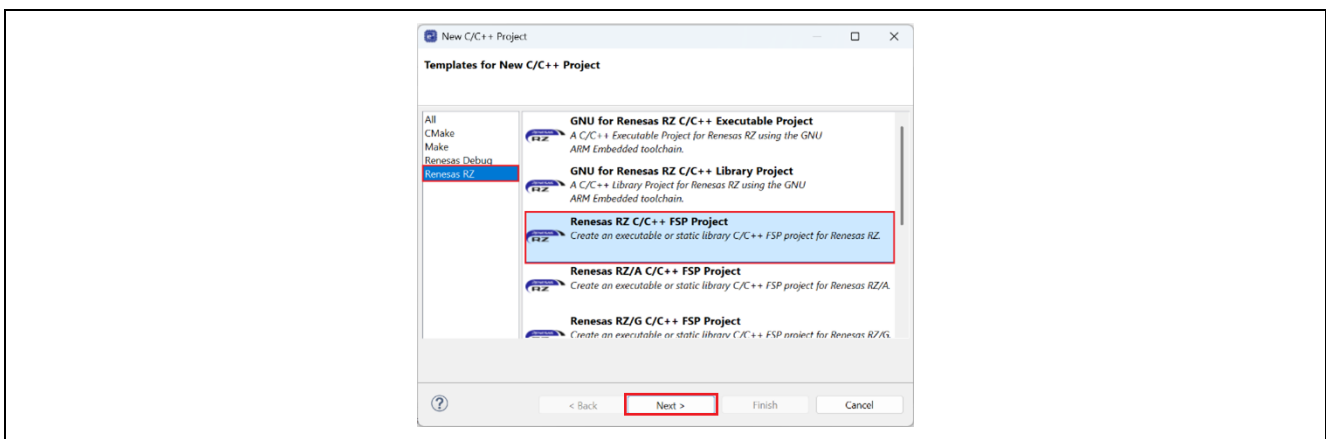 New C/C++ Project
Templates for New C/C++ Project
All
CMake
Make
Renesas Debug
Renesas RZ
GNU for Renesas RZ C/C++ Executable Project
A C/C++ Executable Project for Renesas RZ using the GNU
ARM Embedded toolchain.
GNU for Renesas RZ C/C++ Library Project
A C/C++ Library Project for Renesas RZ using the GNU
ARM Embedded toolchain.
Renesas RZ C/C++ FSP Project
Create an executable or static library C/C++ FSP project for Renesas RZ.
Renesas RZ/A C/C++ FSP Project
Create an executable or static library C/C++ FSP project for Renesas RZ/A.
Renesas RZ/G C/C++ FSP Project
Create an executable or static library C/C++ FSP project for Renesas RZ/G.
RZ
RZ
RZ
RZ
? < Back Next > Finish Cancel